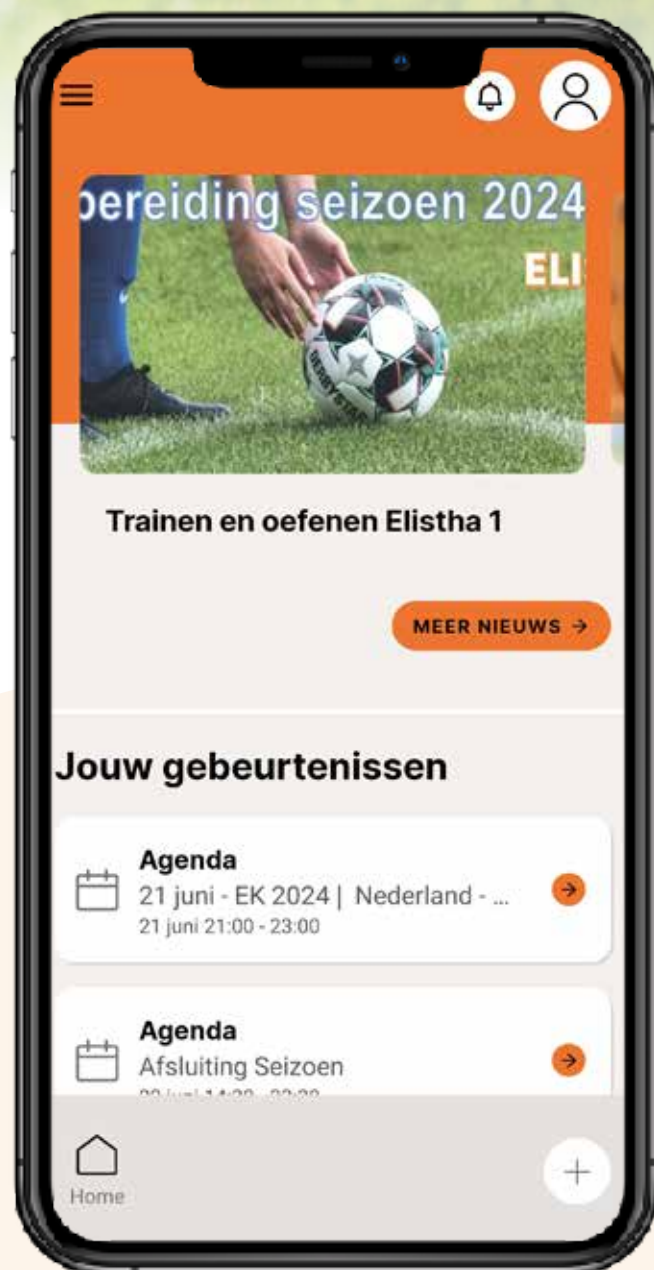 bereiding seizoen 2024
ELI
DERBYSTAR
Trainen en oefenen Elistha 1
MEER NIEUWS →
Jouw gebeurtenissen
Agenda
21 juni - EK 2024 | Nederland - ...
21 juni 21:00 - 23:00
Agenda
Afsluiting Seizoen
Home